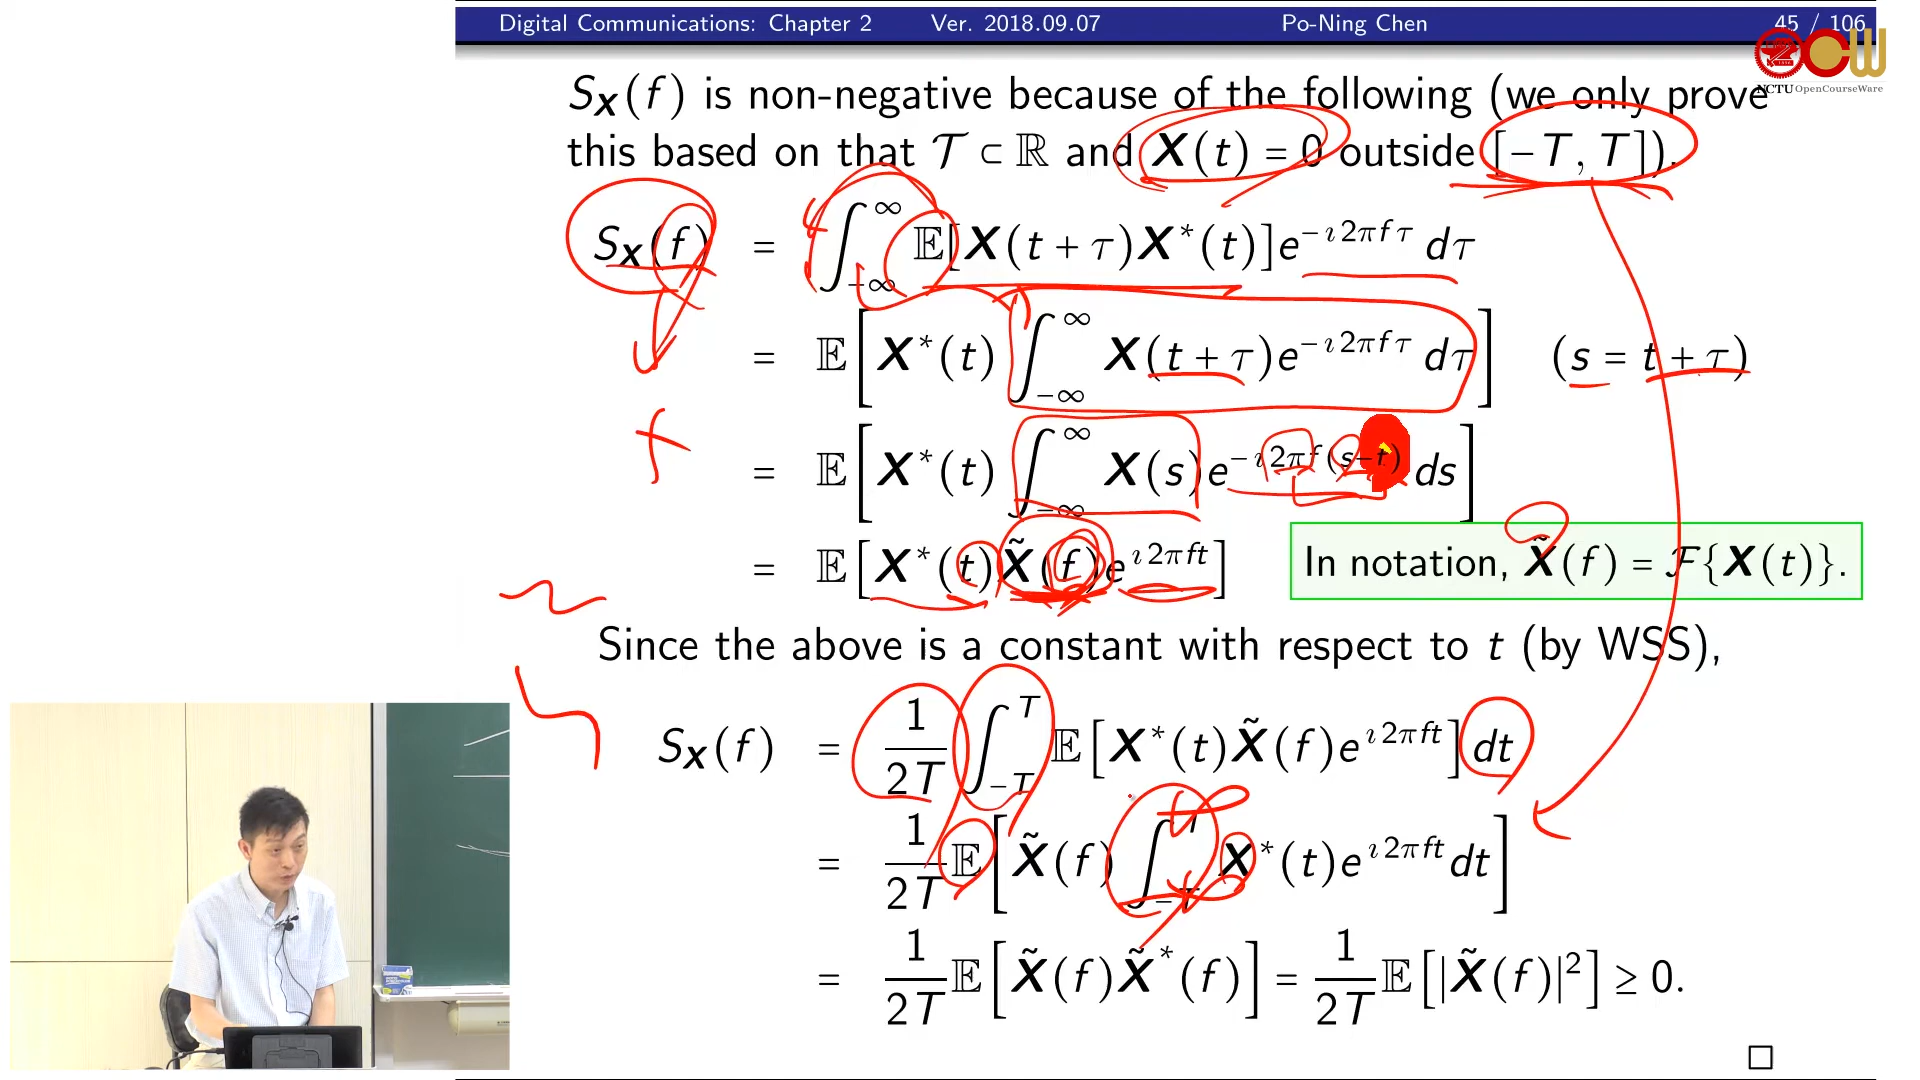 Digital Communications: Chapter 2 Ver. 2018.09.07 Po-Ning Chen 45 / 106
NCTU OpenCourseWare
S_X(f) is non-negative because of the following (we only prove
this based on that 𝒯 ⊂ ℝ and X(t) = 0 outside [−T, T]).
S_X(f) = ∫_{−∞}^{∞} 𝔼[X(t + τ)X*(t)]e^{−ı2πfτ} dτ
= 𝔼[X*(t) ∫_{−∞}^{∞} X(t + τ)e^{−ı2πfτ} dτ] (s = t + τ)
= 𝔼[X*(t) ∫_{−∞}^{∞} X(s)e^{−ı2πf(s−t)} ds]
= 𝔼[X*(t)X̃(f)e^{ı2πft}]
In notation, X̃(f) = ℱ{X(t)}.
Since the above is a constant with respect to t (by WSS),
S_X(f) = 1/2T ∫_{−T}^{T} 𝔼[X*(t)X̃(f)e^{ı2πft}] dt
= 1/2T 𝔼[X̃(f) ∫_{−T}^{T} X*(t)e^{ı2πft}dt]
= 1/2T 𝔼[X̃(f)X̃*(f)] = 1/2T 𝔼[|X̃(f)|²] ≥ 0.
□